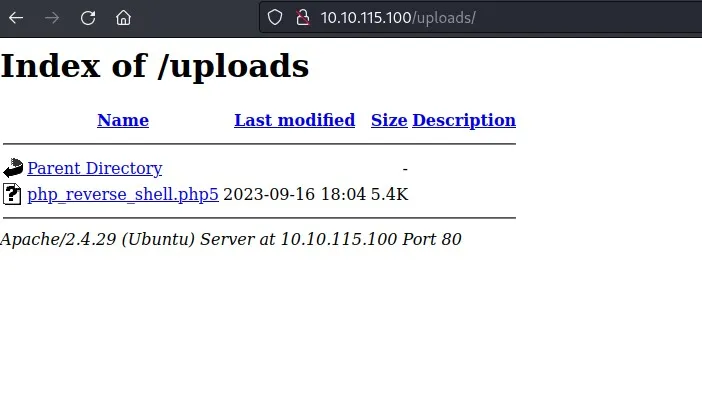 10.10.115.100/uploads/
Index of /uploads
Name Last modified Size Description
Parent Directory -
php_reverse_shell.php5 2023-09-16 18:04 5.4K
Apache/2.4.29 (Ubuntu) Server at 10.10.115.100 Port 80